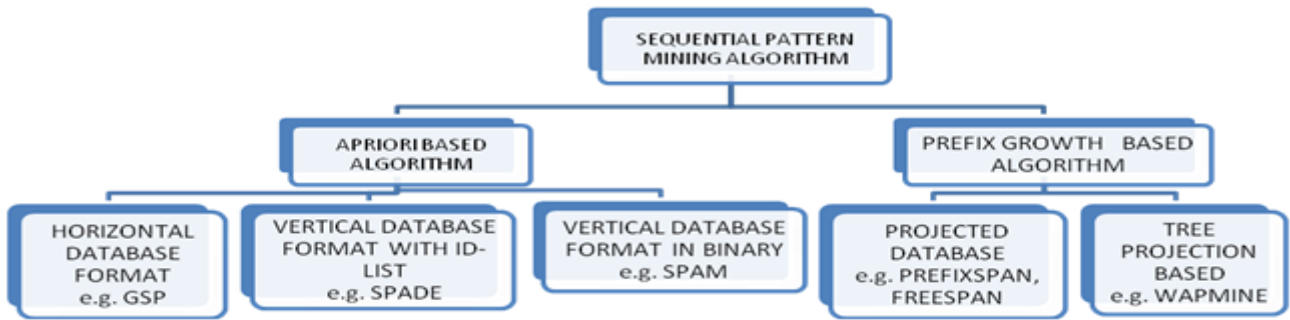 SEQUENTIAL PATTERN
MINING ALGORITHM
APRIORI BASED
ALGORITHM
PREFIX GROWTH BASED
ALGORITHM
HORIZONTAL
DATABASE
FORMAT
e.g. GSP
VERTICAL DATABASE
FORMAT WITH ID-
LIST
e.g. SPADE
VERTICAL DATABASE
FORMAT IN BINARY
e.g. SPAM
PROJECTED
DATABASE
e.g. PREFIXSPAN,
FREESPAN
TREE
PROJECTION
BASED
e.g. WAPMINE